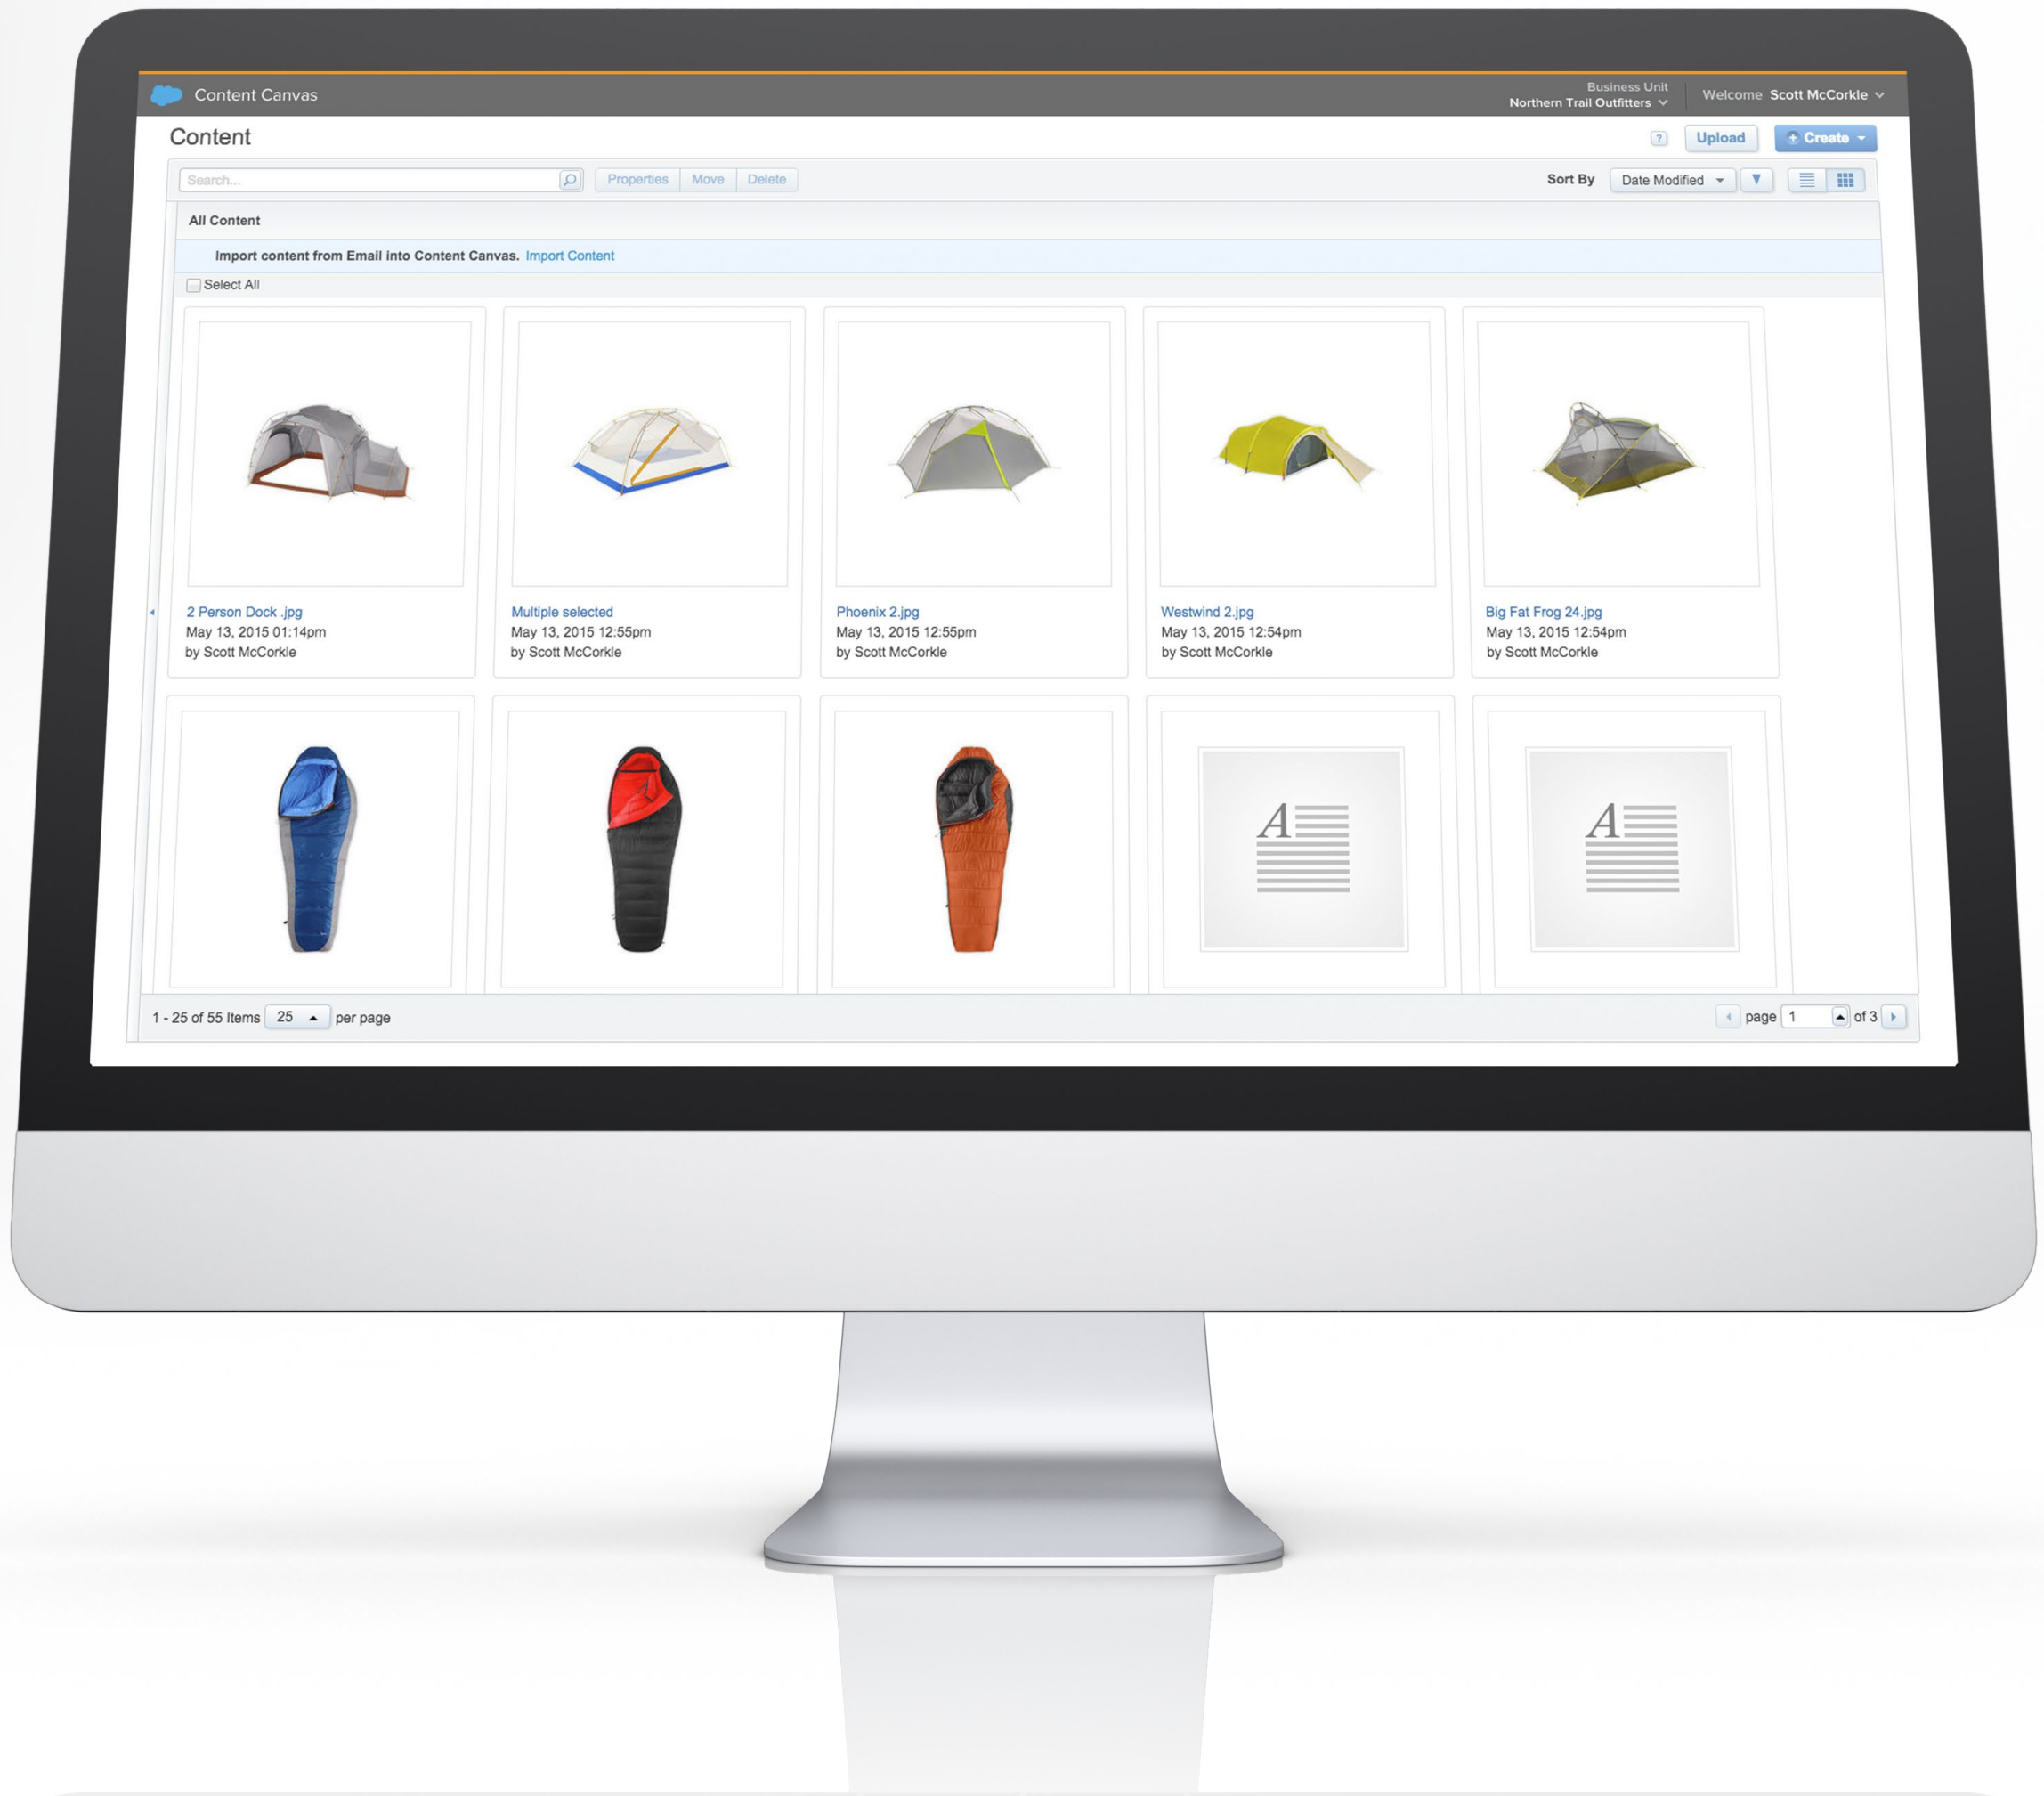 Content Canvas
Business Unit
Northern Trail Outfitters
Welcome Scott McCorkle
Content
?
Upload
+ Create
Search...
Properties
Move
Delete
Sort By
Date Modified
All Content
Import content from Email into Content Canvas. Import Content
Select All
2 Person Dock .jpg
May 13, 2015 01:14pm
by Scott McCorkle
Multiple selected
May 13, 2015 12:55pm
by Scott McCorkle
Phoenix 2.jpg
May 13, 2015 12:55pm
by Scott McCorkle
Westwind 2.jpg
May 13, 2015 12:54pm
by Scott McCorkle
Big Fat Frog 24.jpg
May 13, 2015 12:54pm
by Scott McCorkle
A
A
1 - 25 of 55 Items 25 per page
page 1 of 3